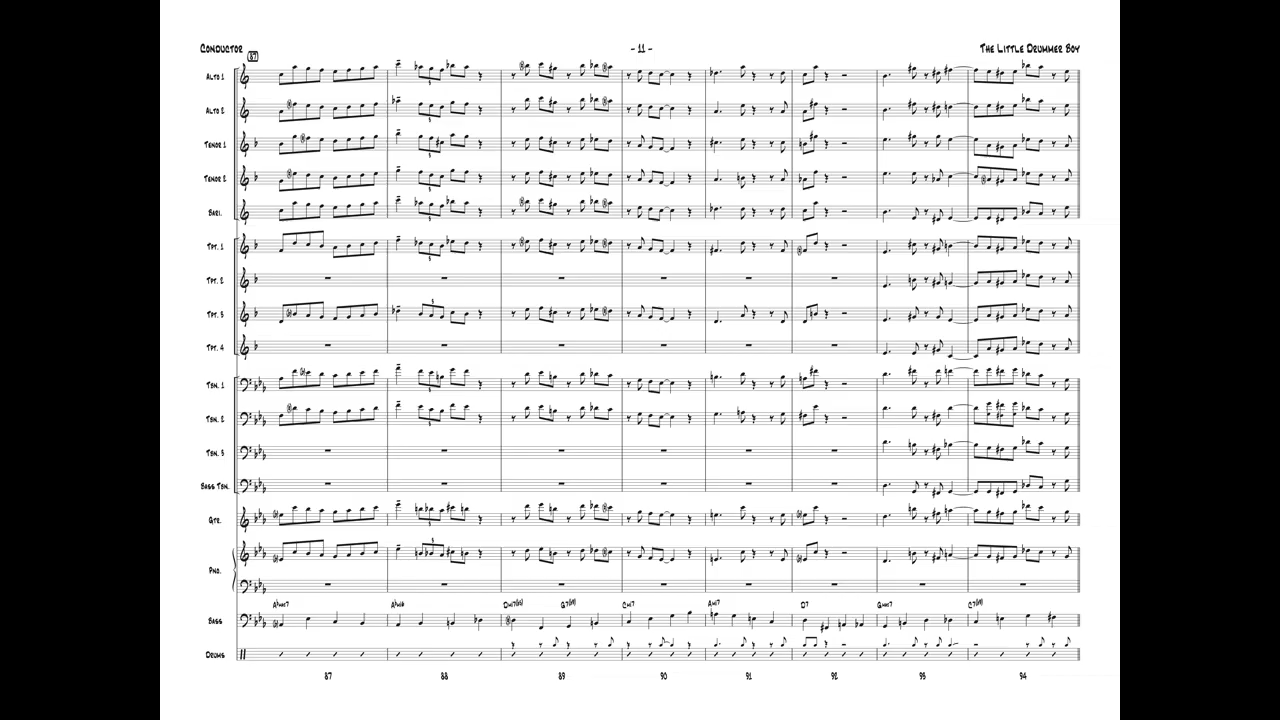 Conductor - 11 - The Little Drummer Boy
87
Alto 1
Alto 2
Tenor 1
Tenor 2
Bari.
Tpt. 1
Tpt. 2
Tpt. 3
Tpt. 4
Tbn. 1
Tbn. 2
Tbn. 3
Bass Tbn.
Gtr.
Pno.
Bass
Drums
87 88 89 90 91 92 93 94